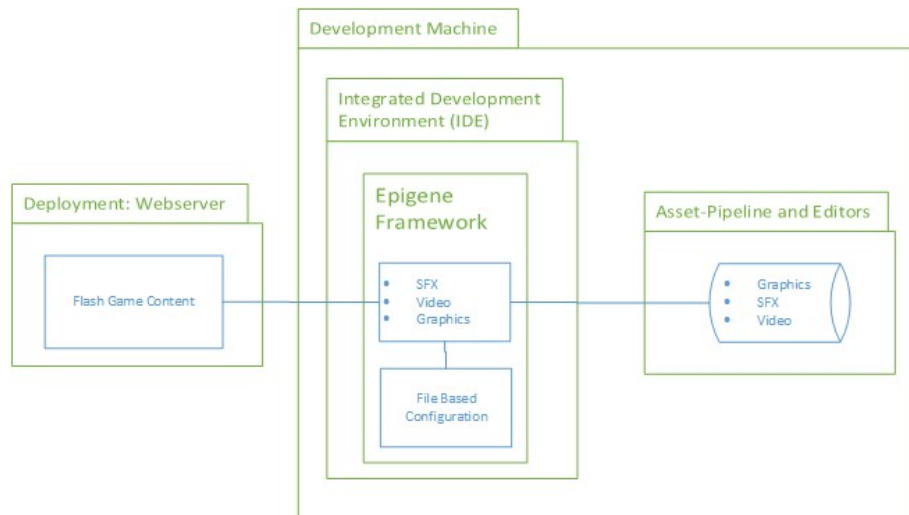 Development Machine
Integrated Development
Environment (IDE)
Epigene
Framework
Deployment: Webserver
Asset-Pipeline and Editors
Flash Game Content
• SFX
• Video
• Graphics
• Graphics
• SFX
• Video
File Based
Configuration